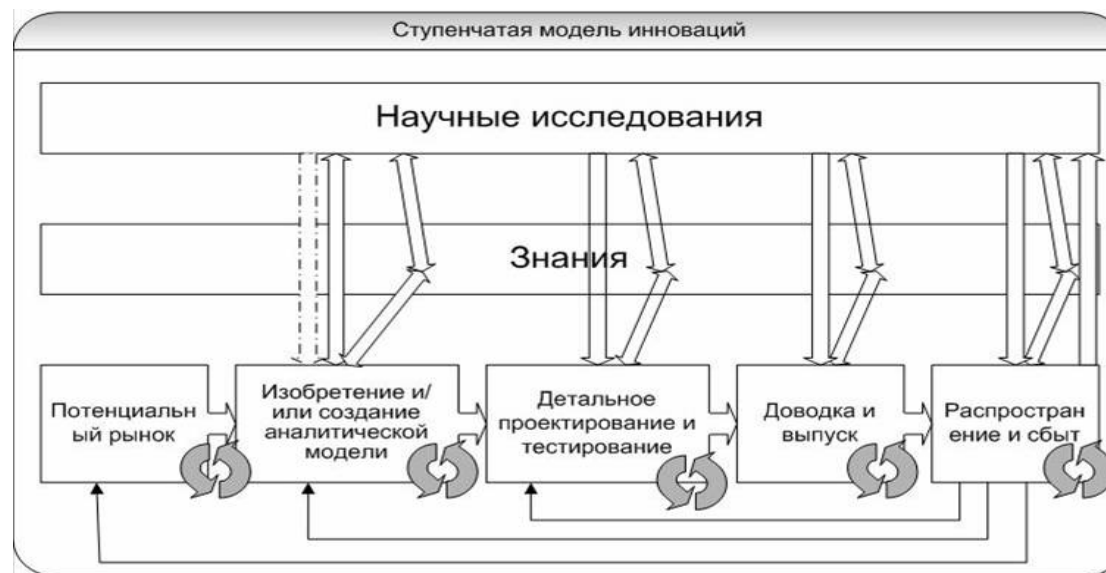 Ступенчатая модель инноваций
Научные исследования
Знания
Потенциальн
ый рынок
Изобретение и/
или создание
аналитической
модели
Детальное
проектирование и
тестирование
Доводка и
выпуск
Распростран
ение и сбыт